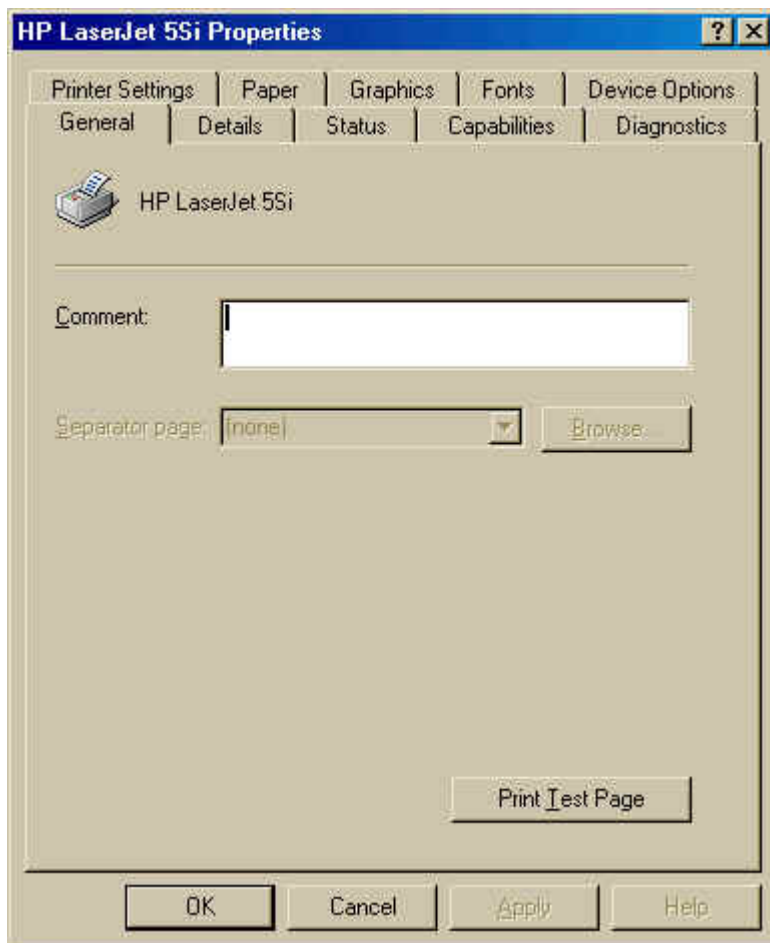 HP LaserJet 5Si Properties
Printer Settings Paper Graphics Fonts Device Options
General Details Status Capabilities Diagnostics
HP LaserJet 5Si
Comment:
Separator page: (none) Browse...
Print Test Page
OK Cancel Apply Help